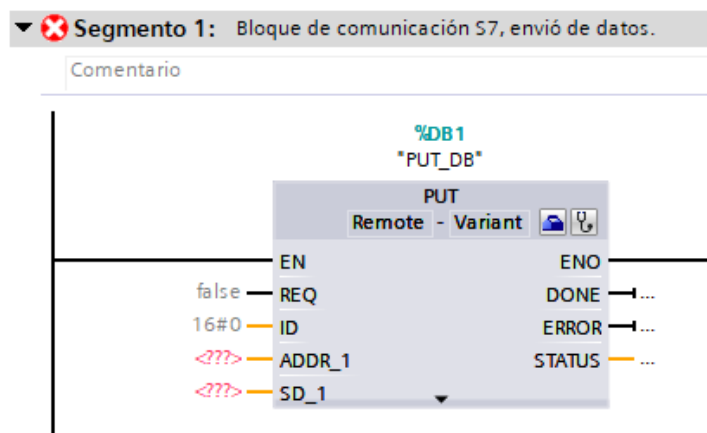 Segmento 1: Bloque de comunicación S7, envió de datos.
Comentario
%DB1
"PUT_DB"
PUT
Remote - Variant
EN ENO
false REQ DONE ...
16#0 ID ERROR ...
<???> ADDR_1 STATUS ...
<???> SD_1